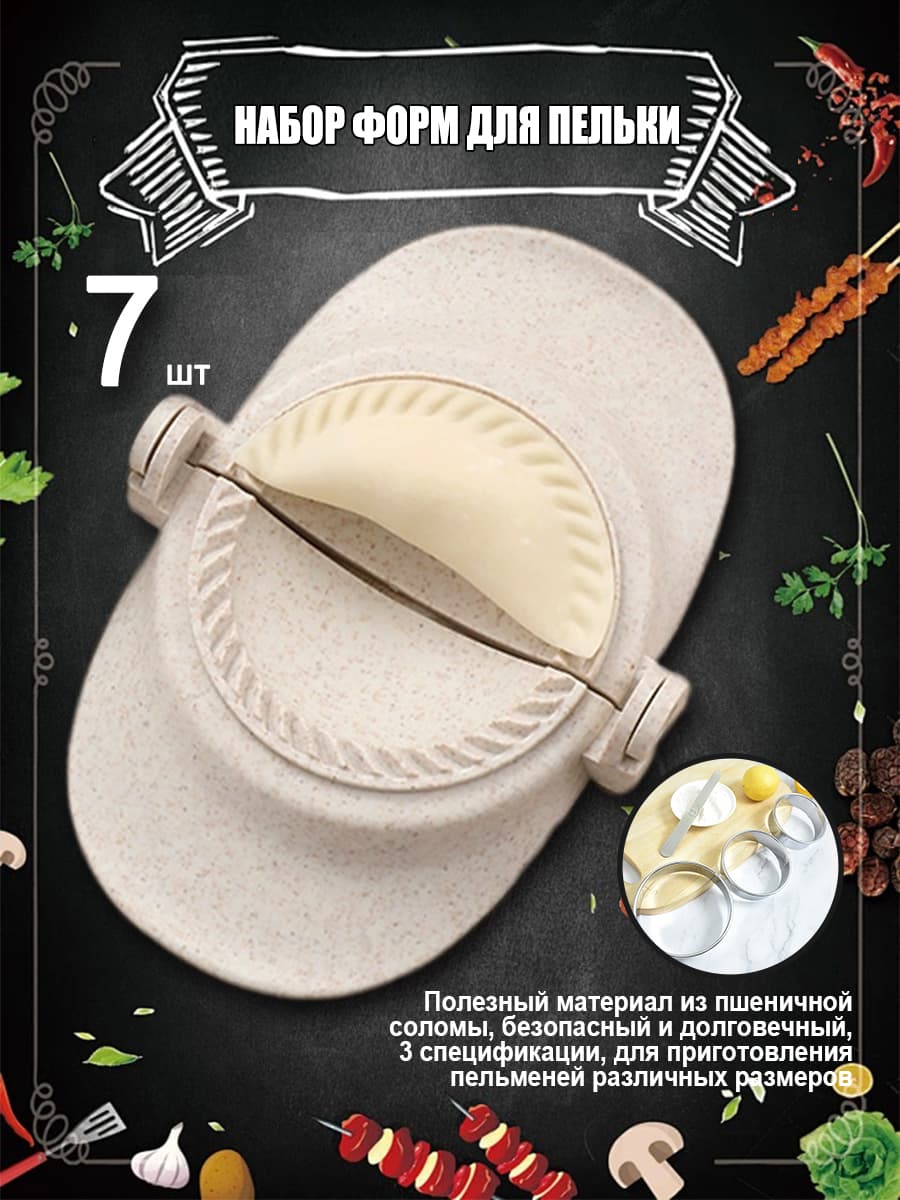 НАБОР ФОРМ ДЛЯ ПЕЛЬКИ
7 шт
Полезный материал из пшеничной
соломы, безопасный и долговечный,
3 спецификации, для приготовления
пельменей различных размеров